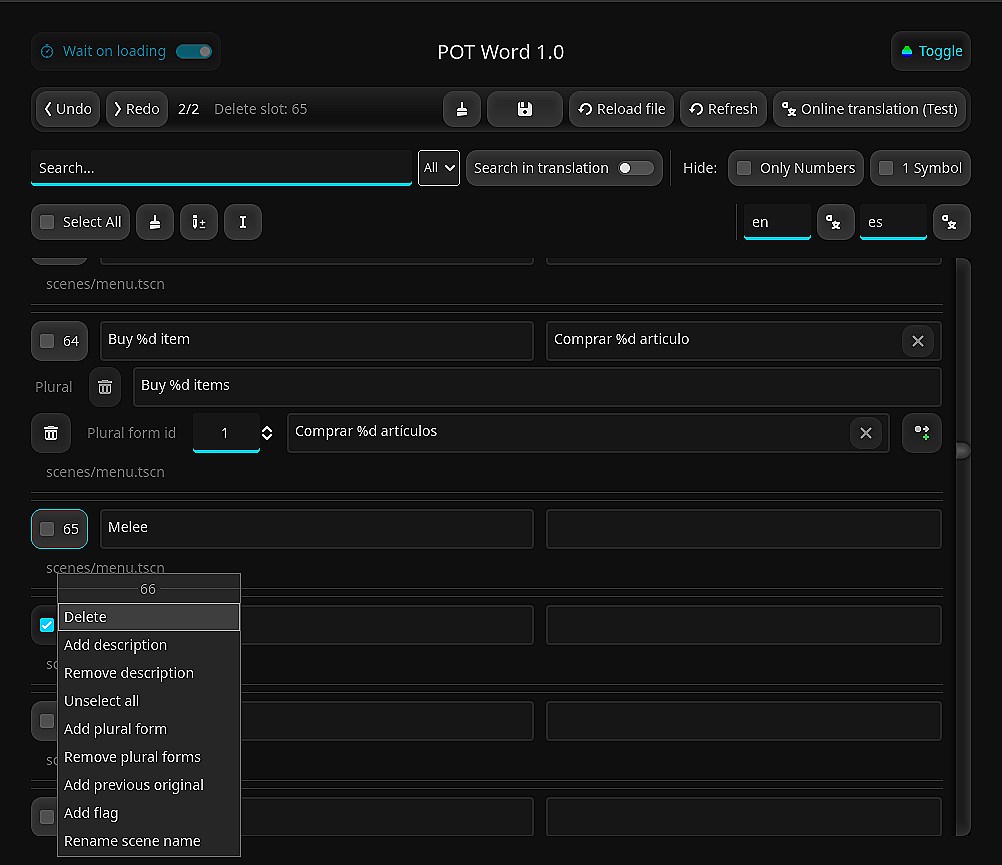 Wait on loading
POT Word 1.0
Toggle
Undo
Redo
2/2
Delete slot: 65
Reload file
Refresh
Online translation (Test)
Search...
All
Search in translation
Hide:
Only Numbers
1 Symbol
Select All
en
es
scenes/menu.tscn
64
Buy %d item
Comprar %d articulo
Plural
Buy %d items
Plural form id
1
Comprar %d artículos
scenes/menu.tscn
65
Melee
scenes/menu.tscn
66
Delete
Add description
Remove description
Unselect all
Add plural form
Remove plural forms
Add previous original
Add flag
Rename scene name